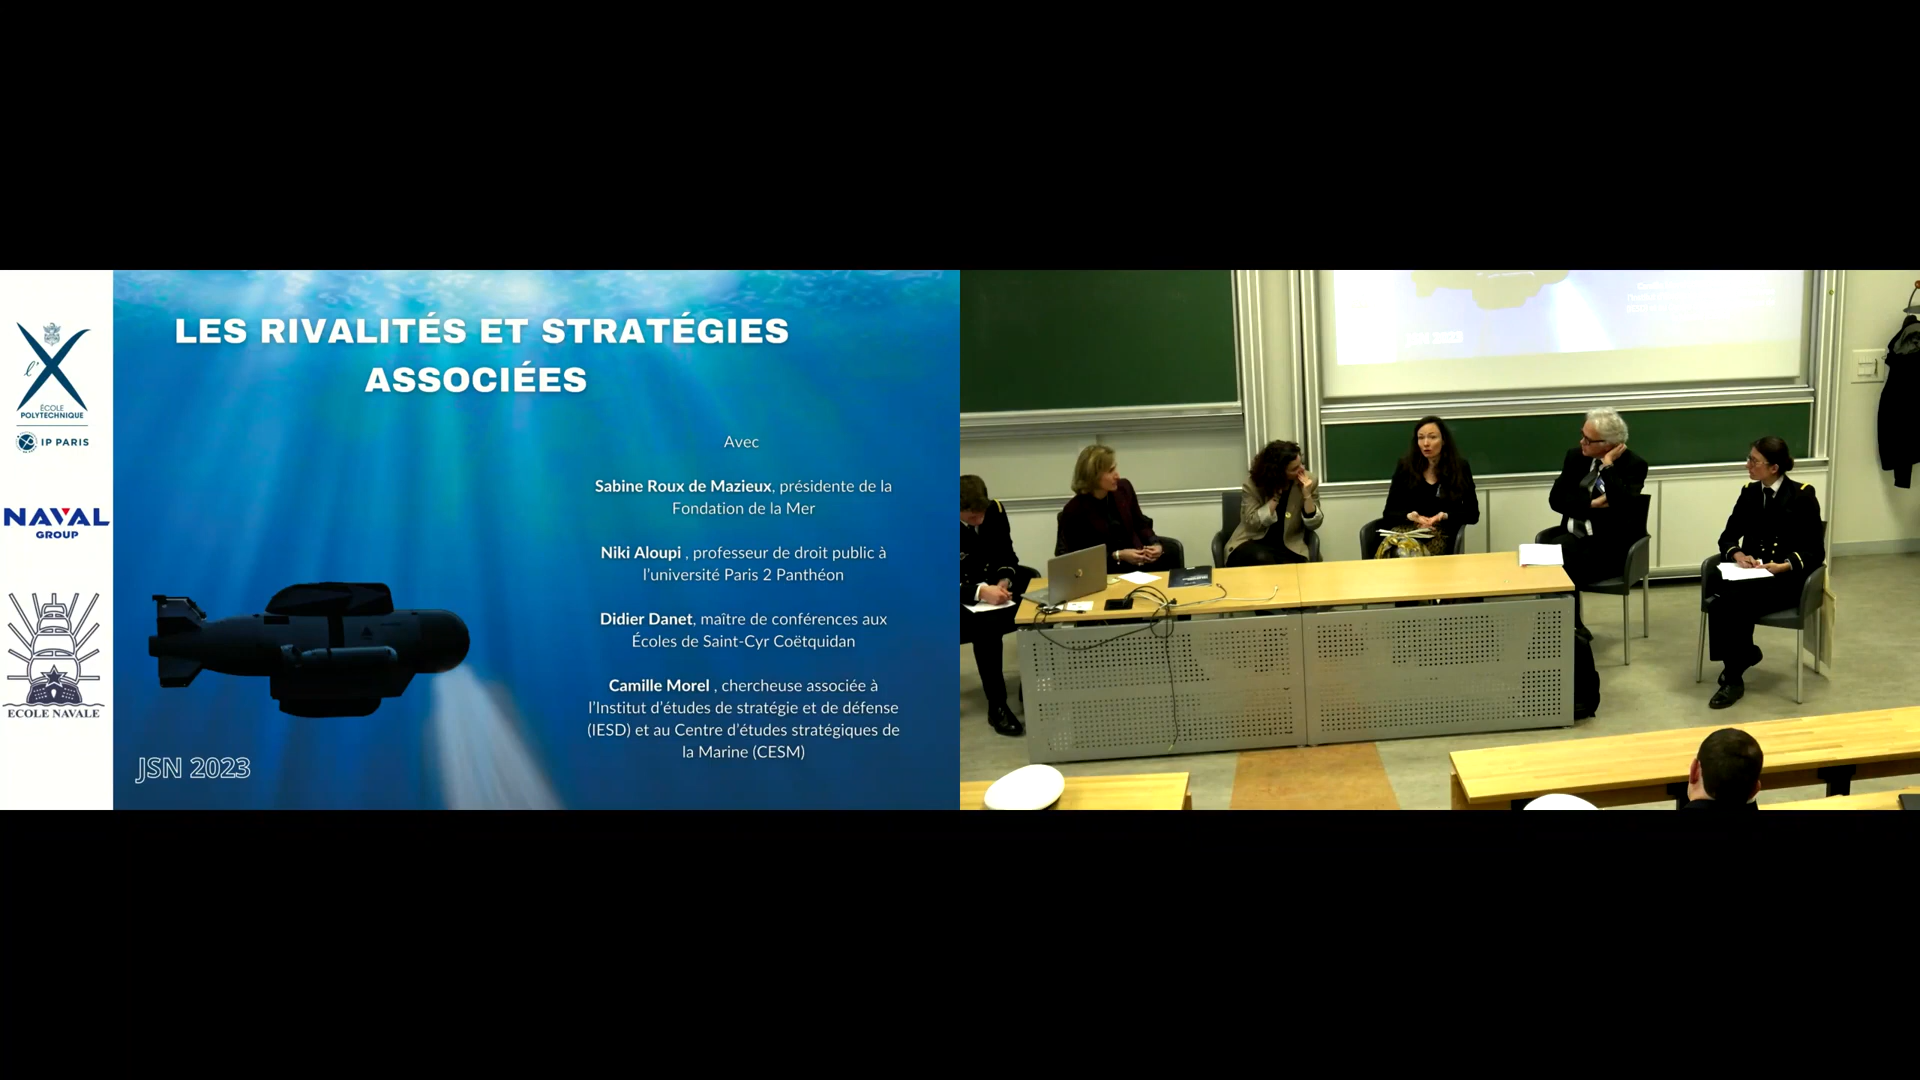 LES RIVALITÉS ET STRATÉGIES
ASSOCIÉES
Avec
Sabine Roux de Mazieux, présidente de la
Fondation de la Mer
Niki Aloupi , professeur de droit public à
l'université Paris 2 Panthéon
Didier Danet, maître de conférences aux
Écoles de Saint-Cyr Coëtquidan
Camille Morel , chercheuse associée à
l'Institut d'études de stratégie et de défense
(IESD) et au Centre d'études stratégiques de
la Marine (CESM)
JSN 2023
l'X
ÉCOLE
POLYTECHNIQUE
IP PARIS
NAVAL
GROUP
ECOLE NAVALE